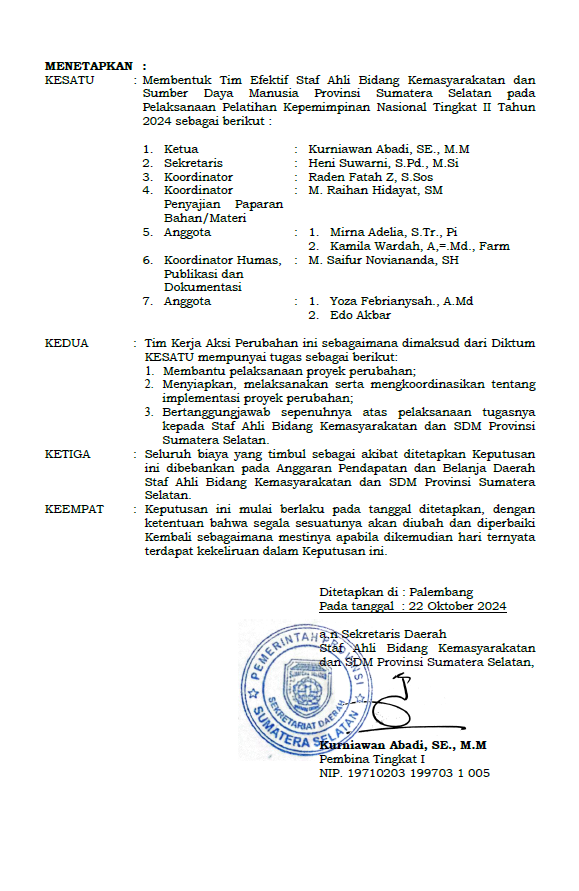 MENETAPKAN :
KESATU : Membentuk Tim Efektif Staf Ahli Bidang Kemasyarakatan dan
Sumber Daya Manusia Provinsi Sumatera Selatan pada
Pelaksanaan Pelatihan Kepemimpinan Nasional Tingkat II Tahun
2024 sebagai berikut :
1. Ketua : Kurniawan Abadi, SE., M.M
2. Sekretaris : Heni Suwarni, S.Pd., M.Si
3. Koordinator : Raden Fatah Z, S.Sos
4. Koordinator : M. Raihan Hidayat, SM
Penyajian Paparan
Bahan/Materi
5. Anggota : 1. Mirna Adelia, S.Tr., Pi
2. Kamila Wardah, A,=.Md., Farm
6. Koordinator Humas, : M. Saifur Noviananda, SH
Publikasi dan
Dokumentasi
7. Anggota : 1. Yoza Febrianysah., A.Md
2. Edo Akbar
KEDUA : Tim Kerja Aksi Perubahan ini sebagaimana dimaksud dari Diktum
KESATU mempunyai tugas sebagai berikut:
1. Membantu pelaksanaan proyek perubahan;
2. Menyiapkan, melaksanakan serta mengkoordinasikan tentang
implementasi proyek perubahan;
3. Bertanggungjawab sepenuhnya atas pelaksanaan tugasnya
kepada Staf Ahli Bidang Kemasyarakatan dan SDM Provinsi
Sumatera Selatan.
KETIGA : Seluruh biaya yang timbul sebagai akibat ditetapkan Keputusan
ini dibebankan pada Anggaran Pendapatan dan Belanja Daerah
Staf Ahli Bidang Kemasyarakatan dan SDM Provinsi Sumatera
Selatan.
KEEMPAT : Keputusan ini mulai berlaku pada tanggal ditetapkan, dengan
ketentuan bahwa segala sesuatunya akan diubah dan diperbaiki
Kembali sebagaimana mestinya apabila dikemudian hari ternyata
terdapat kekeliruan dalam Keputusan ini.
Ditetapkan di : Palembang
Pada tanggal : 22 Oktober 2024
a.n Sekretaris Daerah
Staf Ahli Bidang Kemasyarakatan
dan SDM Provinsi Sumatera Selatan,
PEMERINTAH PROVINSI
SEKRETARIAT DAERAH
SUMATERA SELATAN
Kurniawan Abadi, SE., M.M
Pembina Tingkat I
NIP. 19710203 199703 1 005